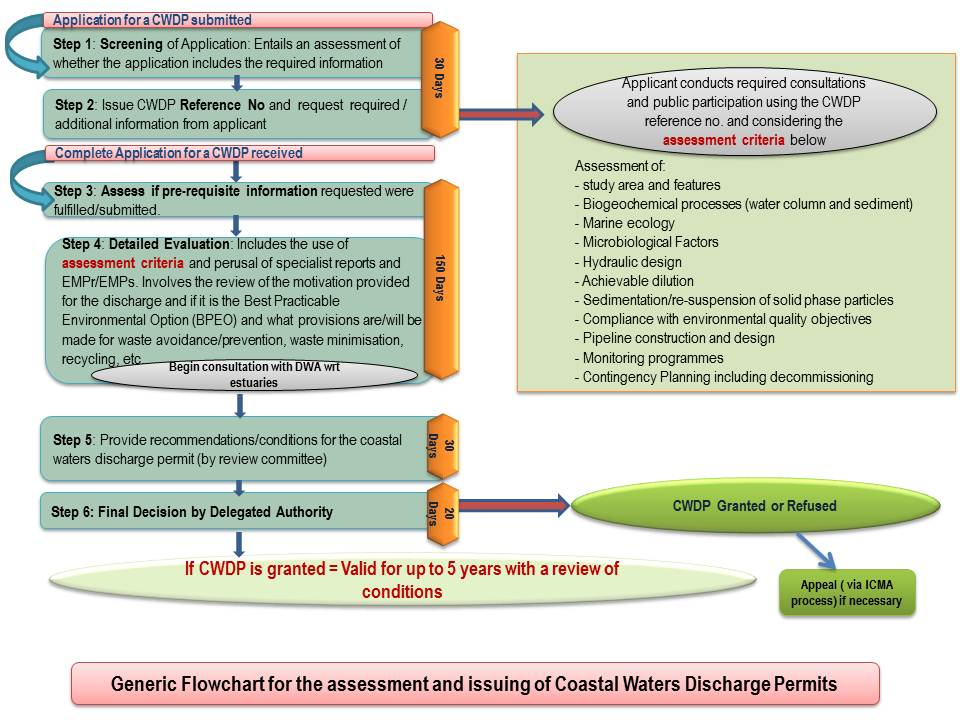 Application for a CWDP submitted
Step 1: Screening of Application: Entails an assessment of
whether the application includes the required information
30 Days
Step 2: Issue CWDP Reference No and request required /
additional information from applicant
Applicant conducts required consultations
and public participation using the CWDP
reference no. and considering the
assessment criteria below
Assessment of:
- study area and features
- Biogeochemical processes (water column and sediment)
- Marine ecology
- Microbiological Factors
- Hydraulic design
- Achievable dilution
- Sedimentation/re-suspension of solid phase particles
- Compliance with environmental quality objectives
- Pipeline construction and design
- Monitoring programmes
- Contingency Planning including decommissioning
Complete Application for a CWDP received
Step 3: Assess if pre-requisite information requested were
fulfilled/submitted.
150 Days
Step 4: Detailed Evaluation: Includes the use of
assessment criteria and perusal of specialist reports and
EMPr/EMPs. Involves the review of the motivation provided
for the discharge and if it is the Best Practicable
Environmental Option (BPEO) and what provisions are/will be
made for waste avoidance/prevention, waste minimisation,
recycling, etc
Begin consultation with DWA wrt
estuaries
Step 5: Provide recommendations/conditions for the coastal
waters discharge permit (by review committee)
30
Days
Step 6: Final Decision by Delegated Authority
20
Days
CWDP Granted or Refused
If CWDP is granted = Valid for up to 5 years with a review of
conditions
Appeal ( via ICMA
process) if necessary
Generic Flowchart for the assessment and issuing of Coastal Waters Discharge Permits